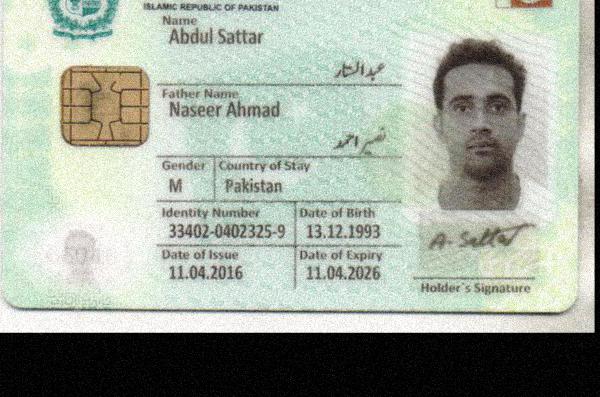 ISLAMIC REPUBLIC OF PAKISTAN
Name
Abdul Sattar
عبدالستار
Father Name
Naseer Ahmad
نصیر احمد
Gender Country of Stay
M Pakistan
Identity Number Date of Birth
33402-0402325-9 13.12.1993
Date of Issue Date of Expiry
11.04.2016 11.04.2026
A. Sattar
Holder's Signature